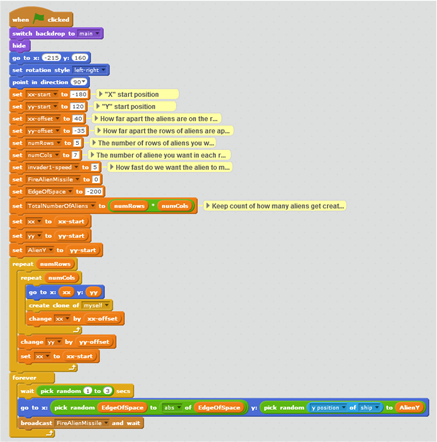 when clicked
switch backdrop to main
hide
go to x: -215 y: 160
set rotation style left-right
point in direction 90
set xx-start to -180 "X" start position
set yy-start to 120 "Y" start position
set xx-offset to 40 How far apart the aliens are on the r...
set yy-offset to -35 How far apart the rows of aliens are ap...
set numRows to 5 The number of rows of aliens you w...
set numCols to 7 The number of aliene you want in each r...
set invader1-speed to 5 How fast do we want the alien to m...
set FireAlienMissile to 0
set EdgeOfSpace to -200
set TotalNumberOfAliens to numRows * numCols Keep count of how many aliens get creat...
set xx to xx-start
set yy to yy-start
set AlienY to yy-start
repeat numRows
repeat numCols
go to x: xx y: yy
create clone of myself
change xx by xx-offset
change yy by yy-offset
set xx to xx-start
forever
wait pick random 1 to 3 secs
go to x: pick random EdgeOfSpace to abs of EdgeOfSpace y: pick random y position of ship to AlienY
broadcast FireAlienMissile and wait